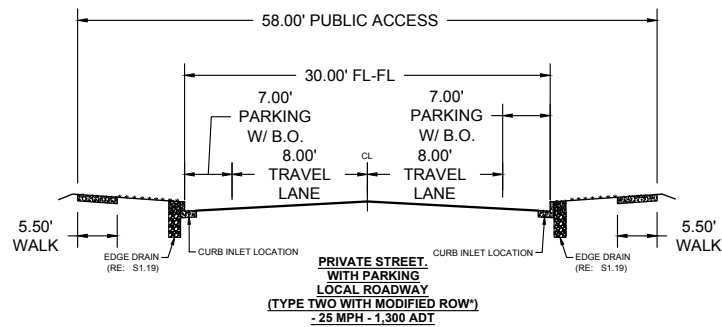 58.00' PUBLIC ACCESS
30.00' FL-FL
7.00'
PARKING
W/ B.O.
7.00'
PARKING
W/ B.O.
8.00'
TRAVEL
LANE
CL
8.00'
TRAVEL
LANE
5.50'
WALK
EDGE DRAIN
(RE: S1.19)
CURB INLET LOCATION
CURB INLET LOCATION
EDGE DRAIN
(RE: S1.19)
5.50'
WALK
PRIVATE STREET.
WITH PARKING
LOCAL ROADWAY
(TYPE TWO WITH MODIFIED ROW*)
- 25 MPH - 1,300 ADT